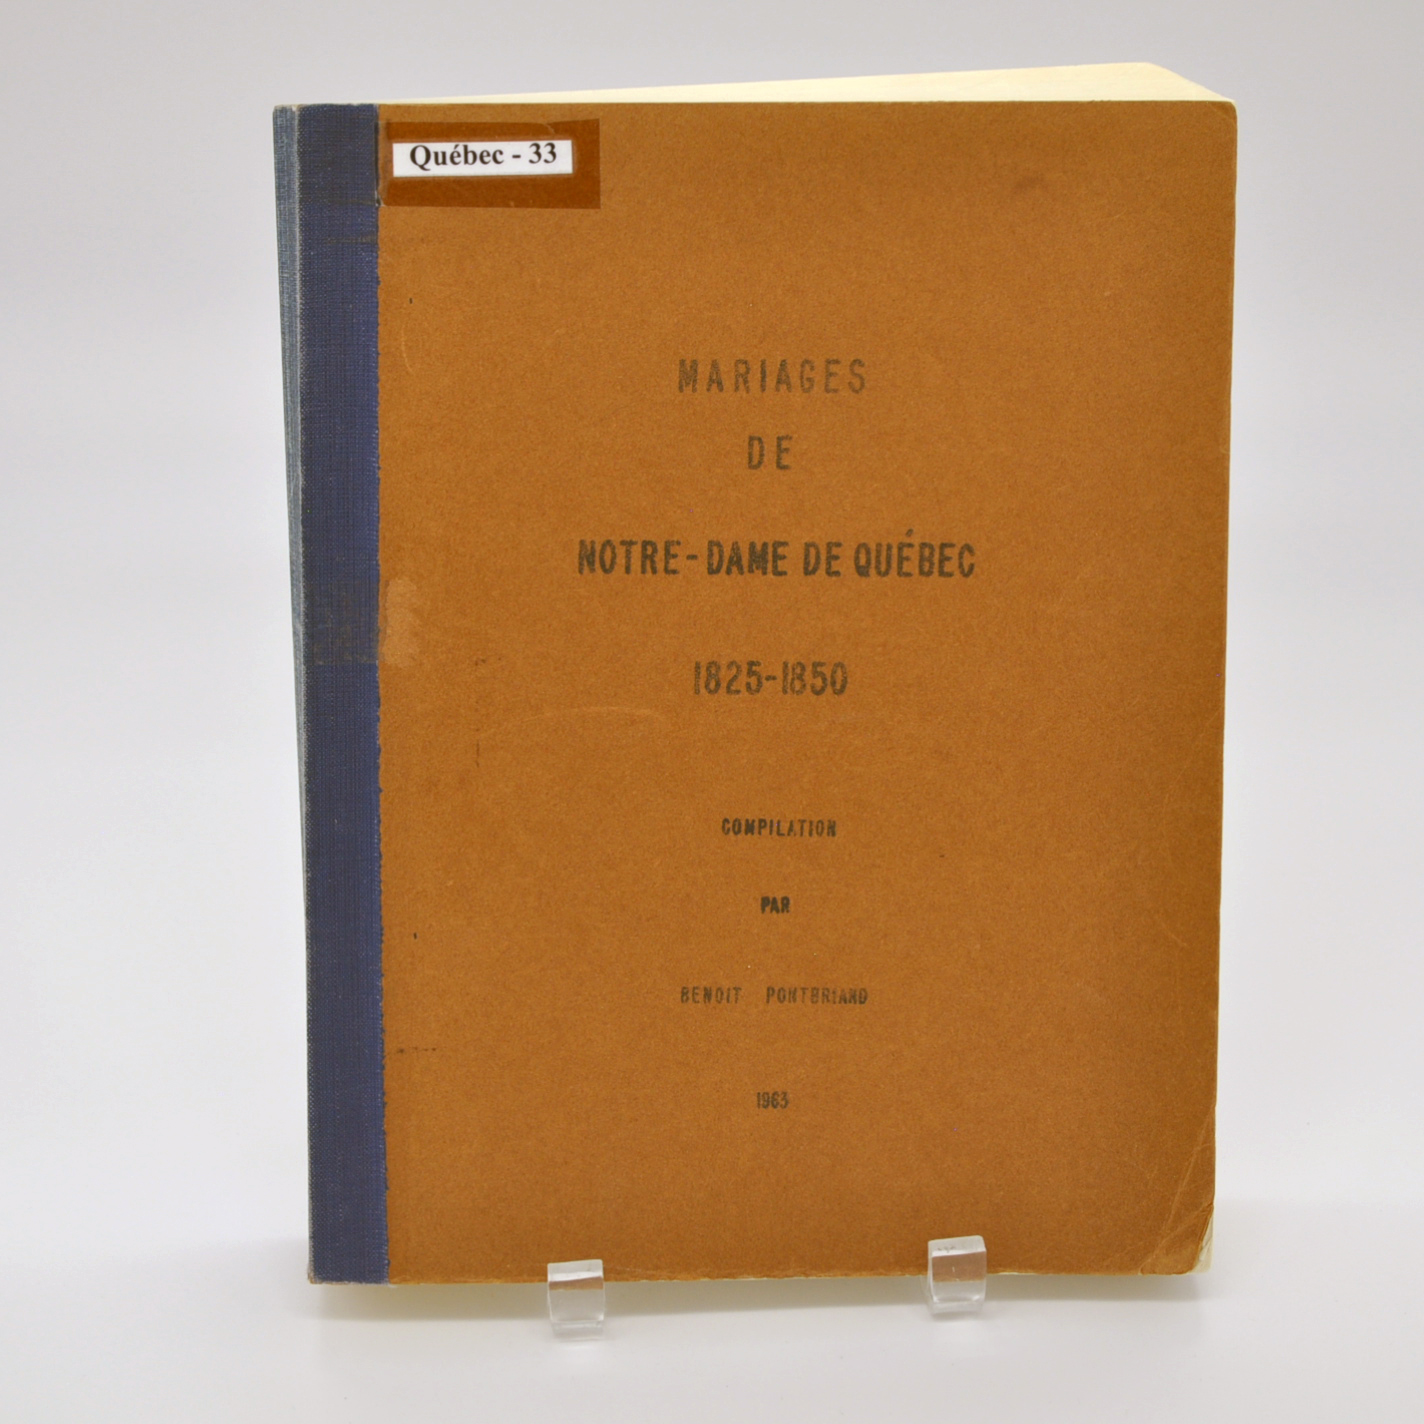 Québec - 33
MARIAGES
DE
NOTRE-DAME DE QUÉBEC
1825-1850
COMPILATION
PAR
BENOIT PONTBRIAND
1963